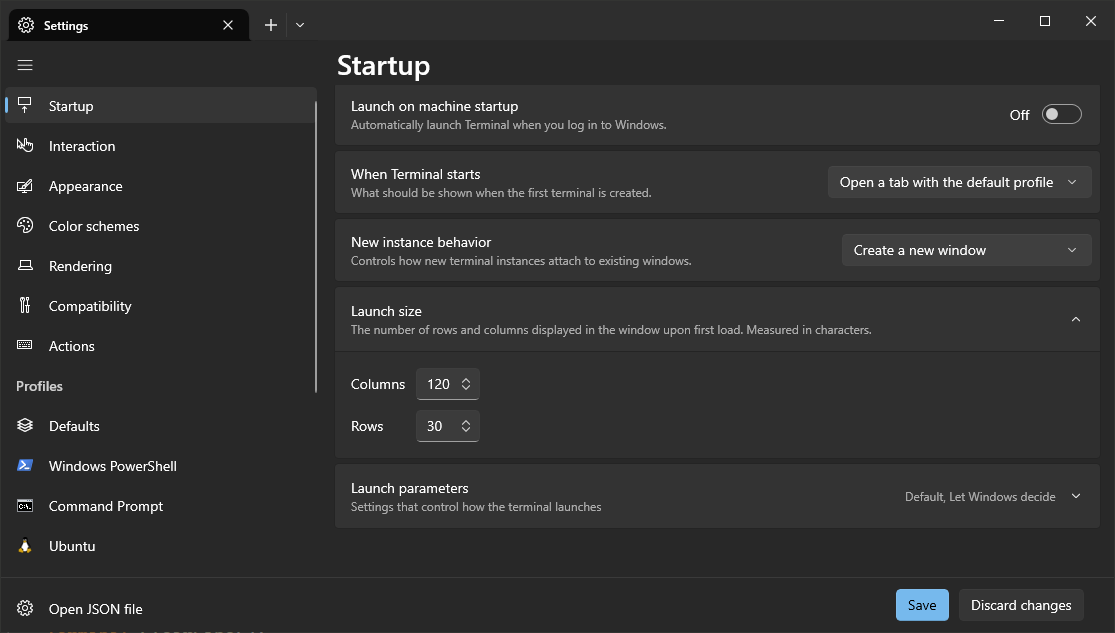 Settings
Startup
Interaction
Appearance
Color schemes
Rendering
Compatibility
Actions
Profiles
Defaults
Windows PowerShell
Command Prompt
Ubuntu
Open JSON file
Startup
Launch on machine startup
Automatically launch Terminal when you log in to Windows.
Off
When Terminal starts
What should be shown when the first terminal is created.
Open a tab with the default profile
New instance behavior
Controls how new terminal instances attach to existing windows.
Create a new window
Launch size
The number of rows and columns displayed in the window upon first load. Measured in characters.
Columns 120
Rows 30
Launch parameters
Settings that control how the terminal launches
Default, Let Windows decide
Save Discard changes